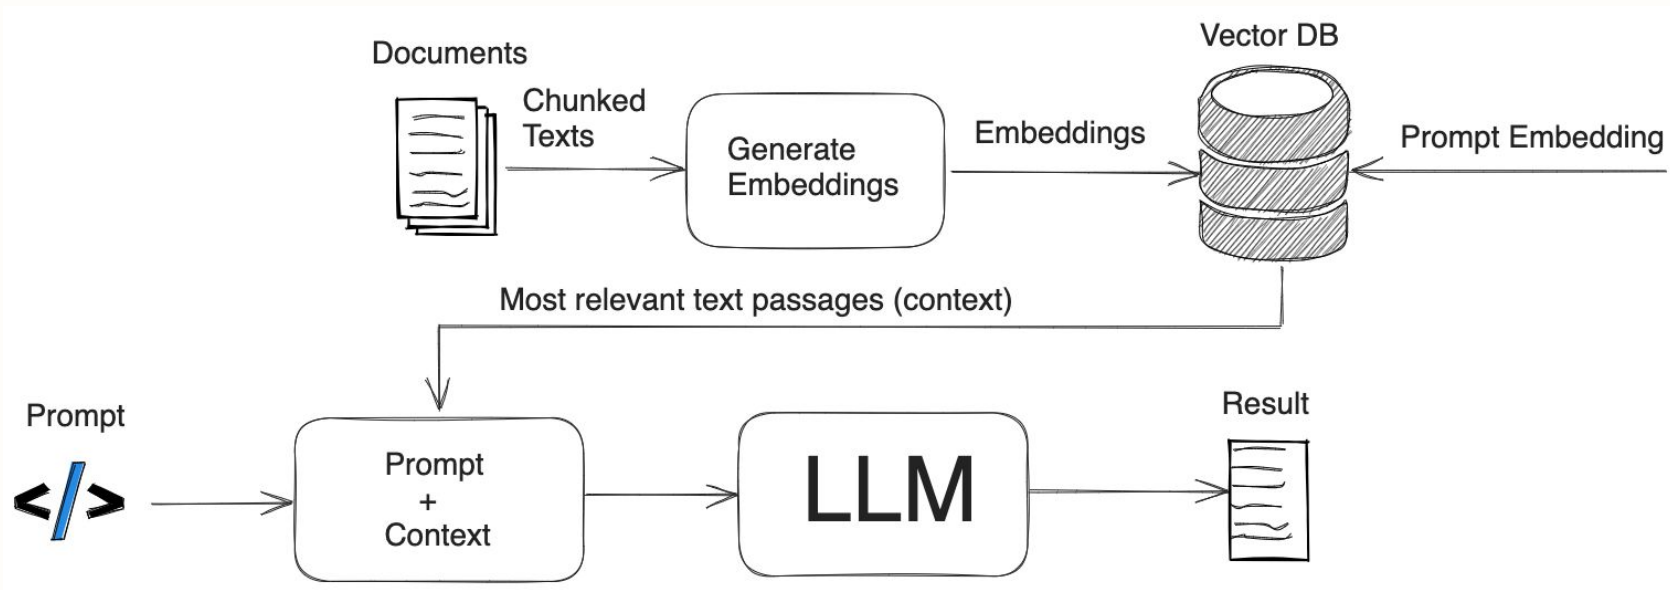 Documents
Chunked
Texts
Generate
Embeddings
Embeddings
Vector DB
Prompt Embedding
Most relevant text passages (context)
Prompt
</>
Prompt
+
Context
LLM
Result